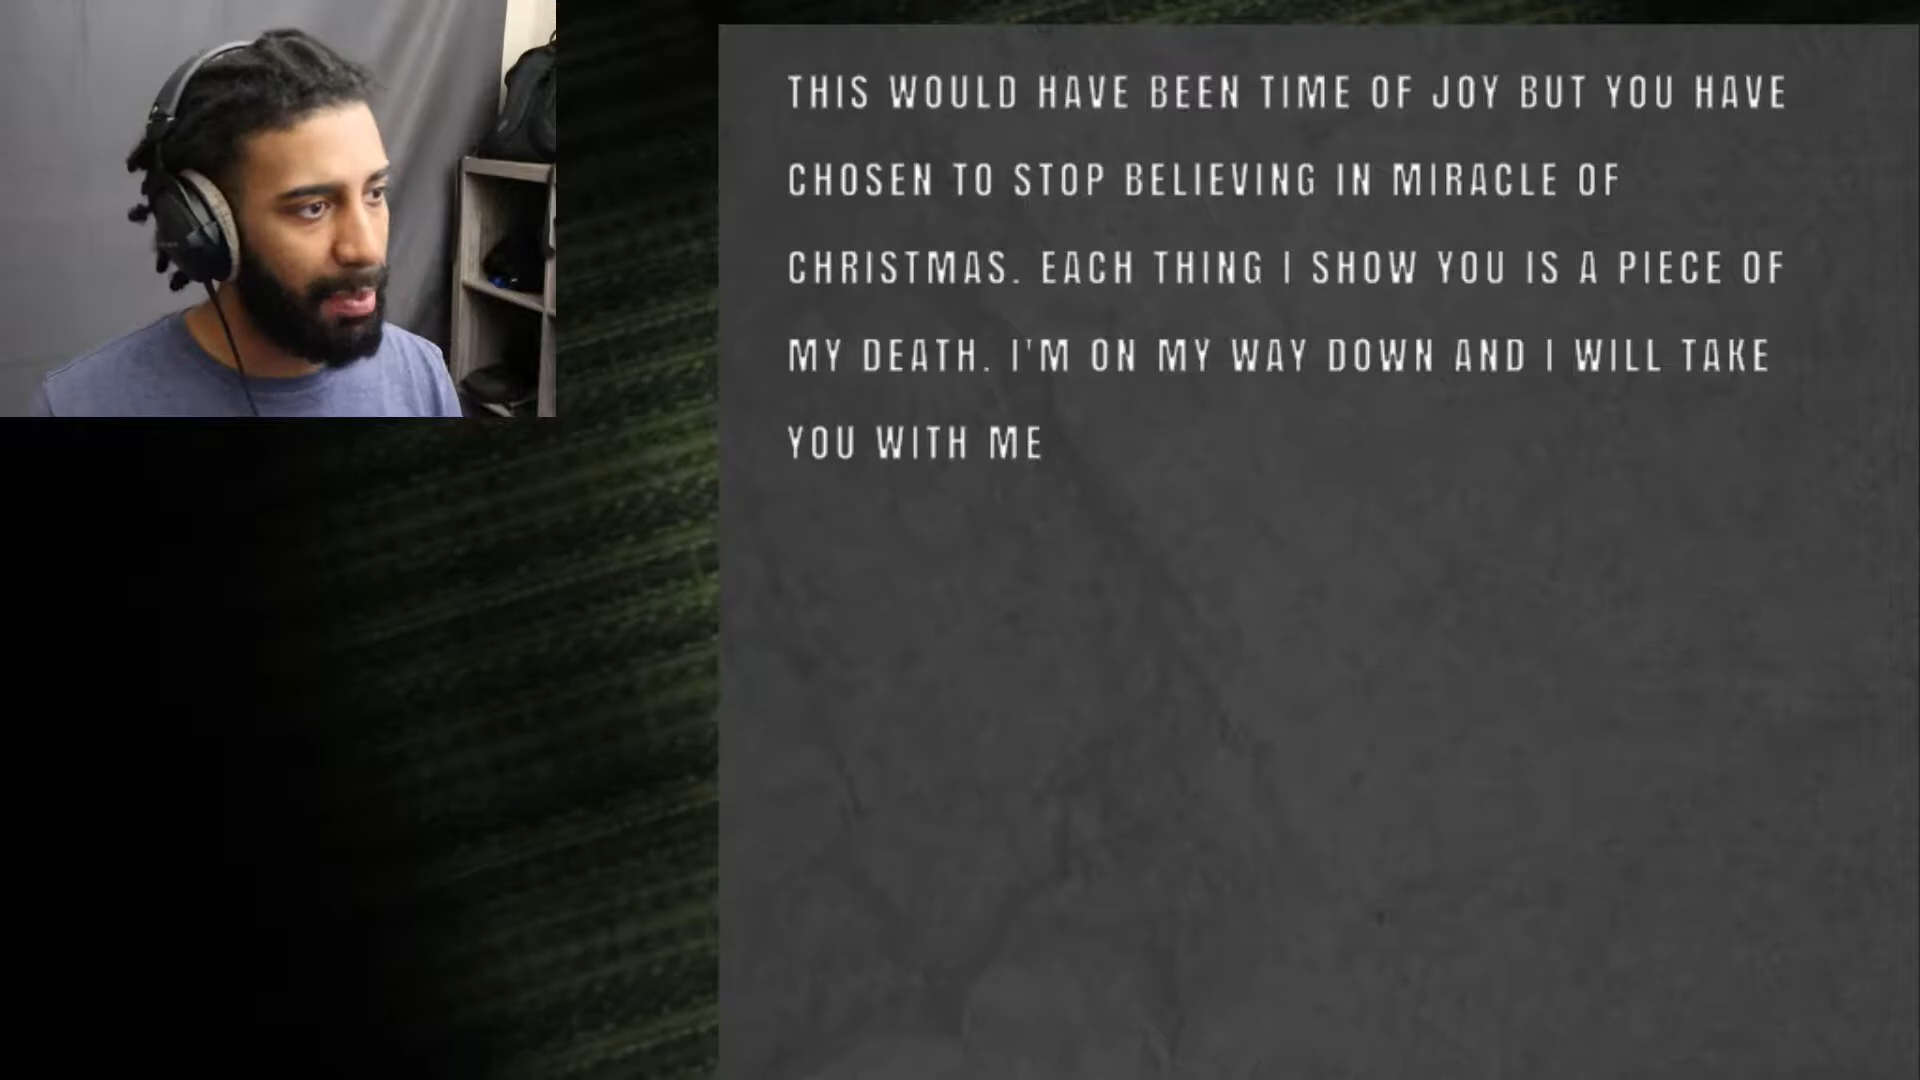 THIS WOULD HAVE BEEN TIME OF JOY BUT YOU HAVE
CHOSEN TO STOP BELIEVING IN MIRACLE OF
CHRISTMAS. EACH THING I SHOW YOU IS A PIECE OF
MY DEATH. I'M ON MY WAY DOWN AND I WILL TAKE
YOU WITH ME